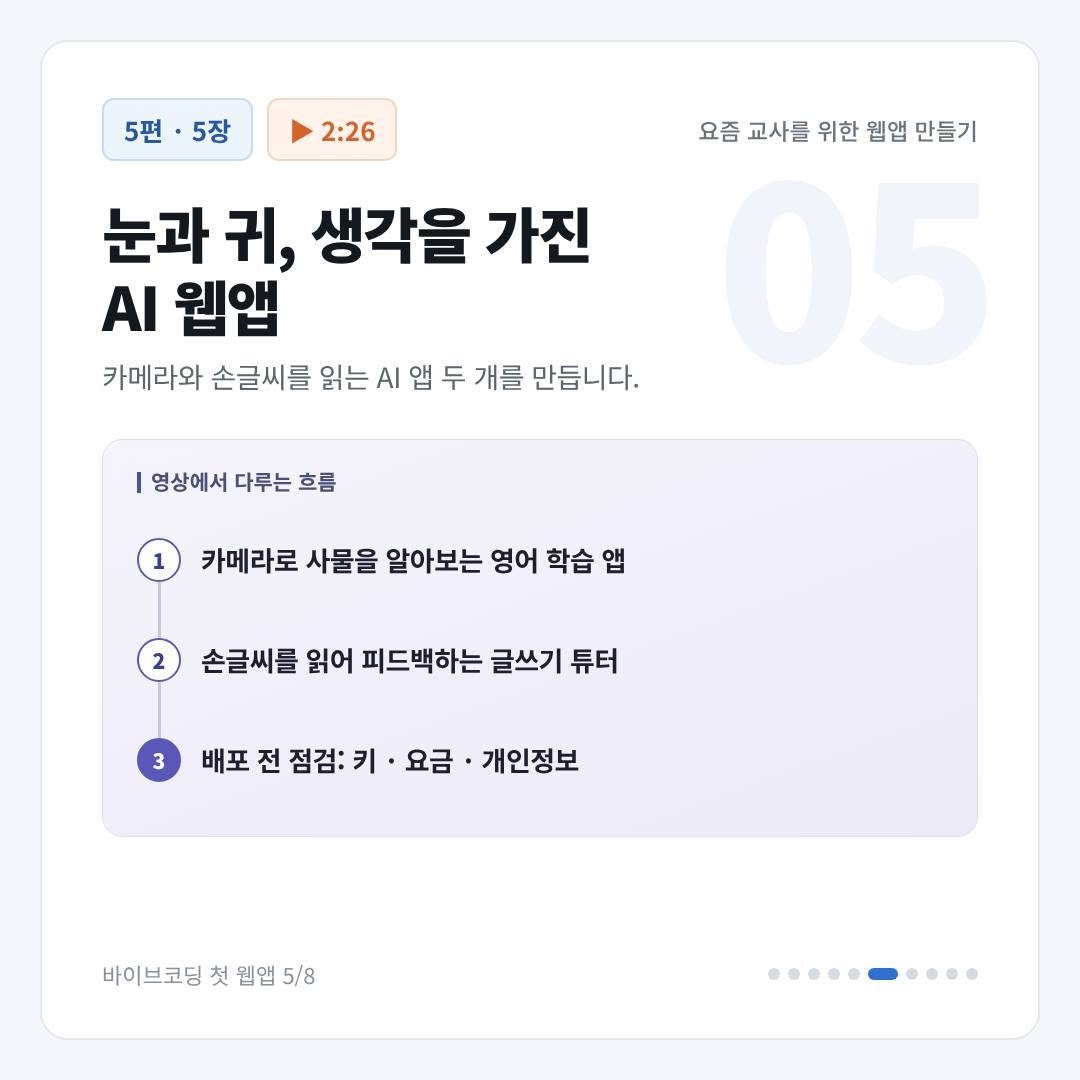 5편 · 5장
▶ 2:26
요즘 교사를 위한 웹앱 만들기
05
눈과 귀, 생각을 가진
AI 웹앱
카메라와 손글씨를 읽는 AI 앱 두 개를 만듭니다.
영상에서 다루는 흐름
1 카메라로 사물을 알아보는 영어 학습 앱
2 손글씨를 읽어 피드백하는 글쓰기 튜터
3 배포 전 점검: 키 · 요금 · 개인정보
바이브코딩 첫 웹앱 5/8